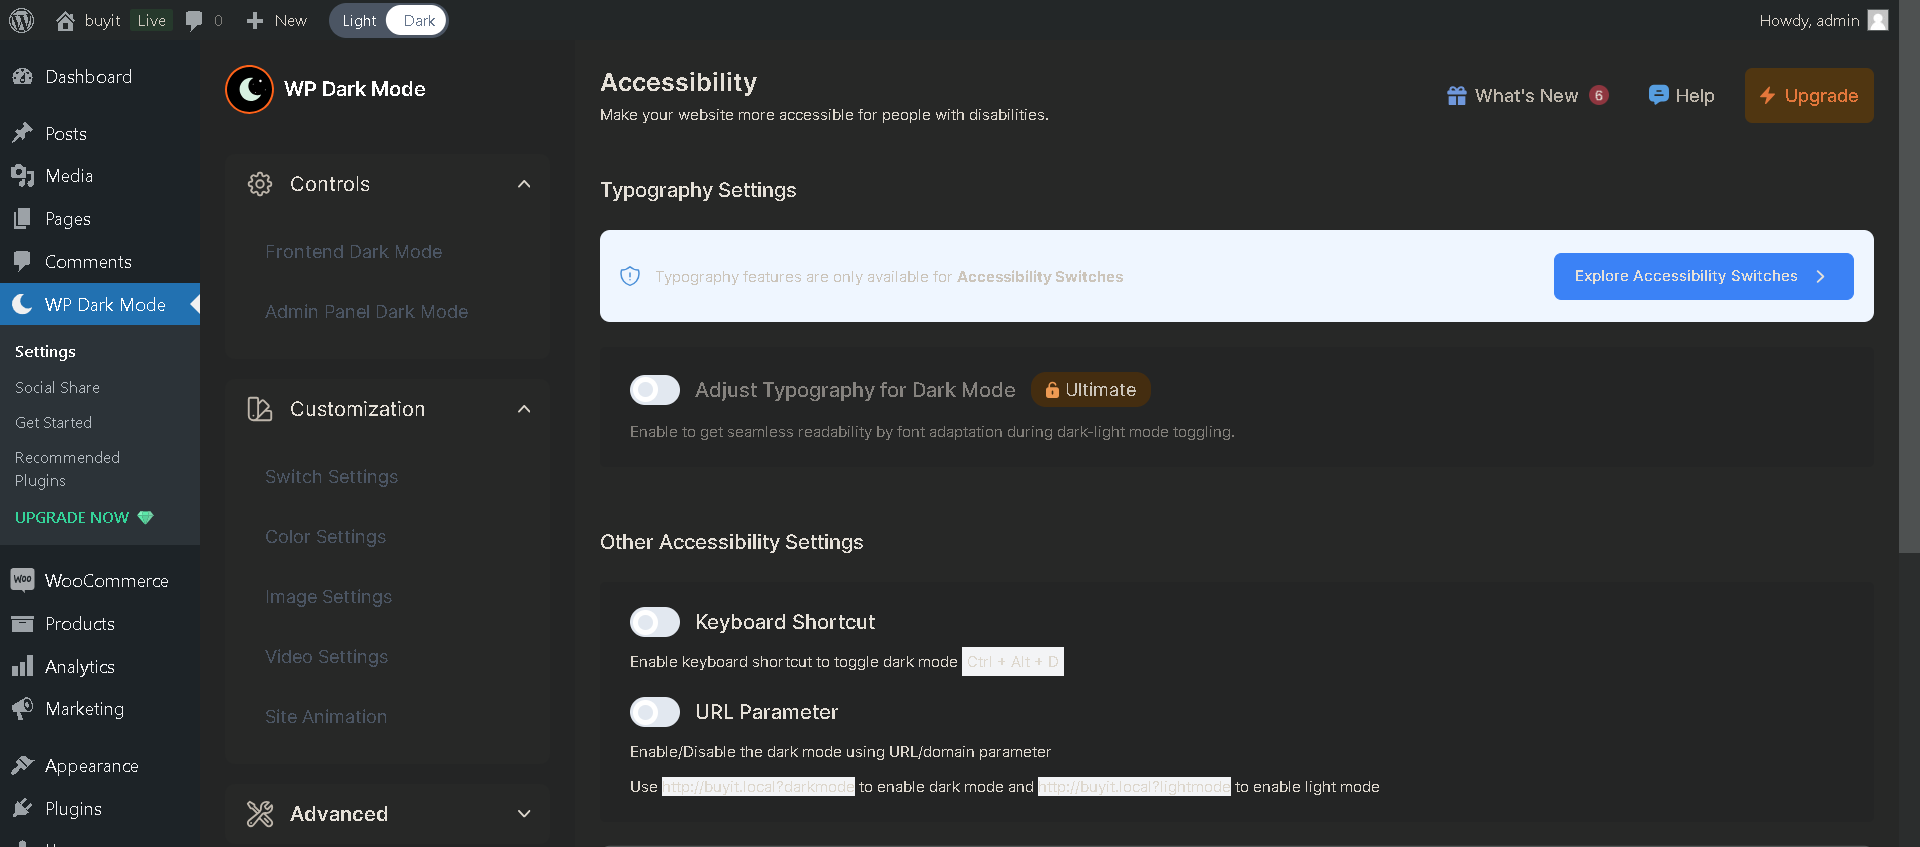 buyit Live 0 New Light Dark Howdy, admin
Dashboard
Posts
Media
Pages
Comments
WP Dark Mode
Settings
Social Share
Get Started
Recommended
Plugins
UPGRADE NOW
WooCommerce
Woo
Products
Analytics
Marketing
Appearance
Plugins
WP Dark Mode
Controls
Frontend Dark Mode
Admin Panel Dark Mode
Customization
Switch Settings
Color Settings
Image Settings
Video Settings
Site Animation
Advanced
Accessibility
Make your website more accessible for people with disabilities.
What's New 6 Help Upgrade
Typography Settings
Typography features are only available for Accessibility Switches
Explore Accessibility Switches
Adjust Typography for Dark Mode Ultimate
Enable to get seamless readability by font adaptation during dark-light mode toggling.
Other Accessibility Settings
Keyboard Shortcut
Enable keyboard shortcut to toggle dark mode Ctrl + Alt + D
URL Parameter
Enable/Disable the dark mode using URL/domain parameter
Use http://buyit.local?darkmode to enable dark mode and http://buyit.local?lightmode to enable light mode